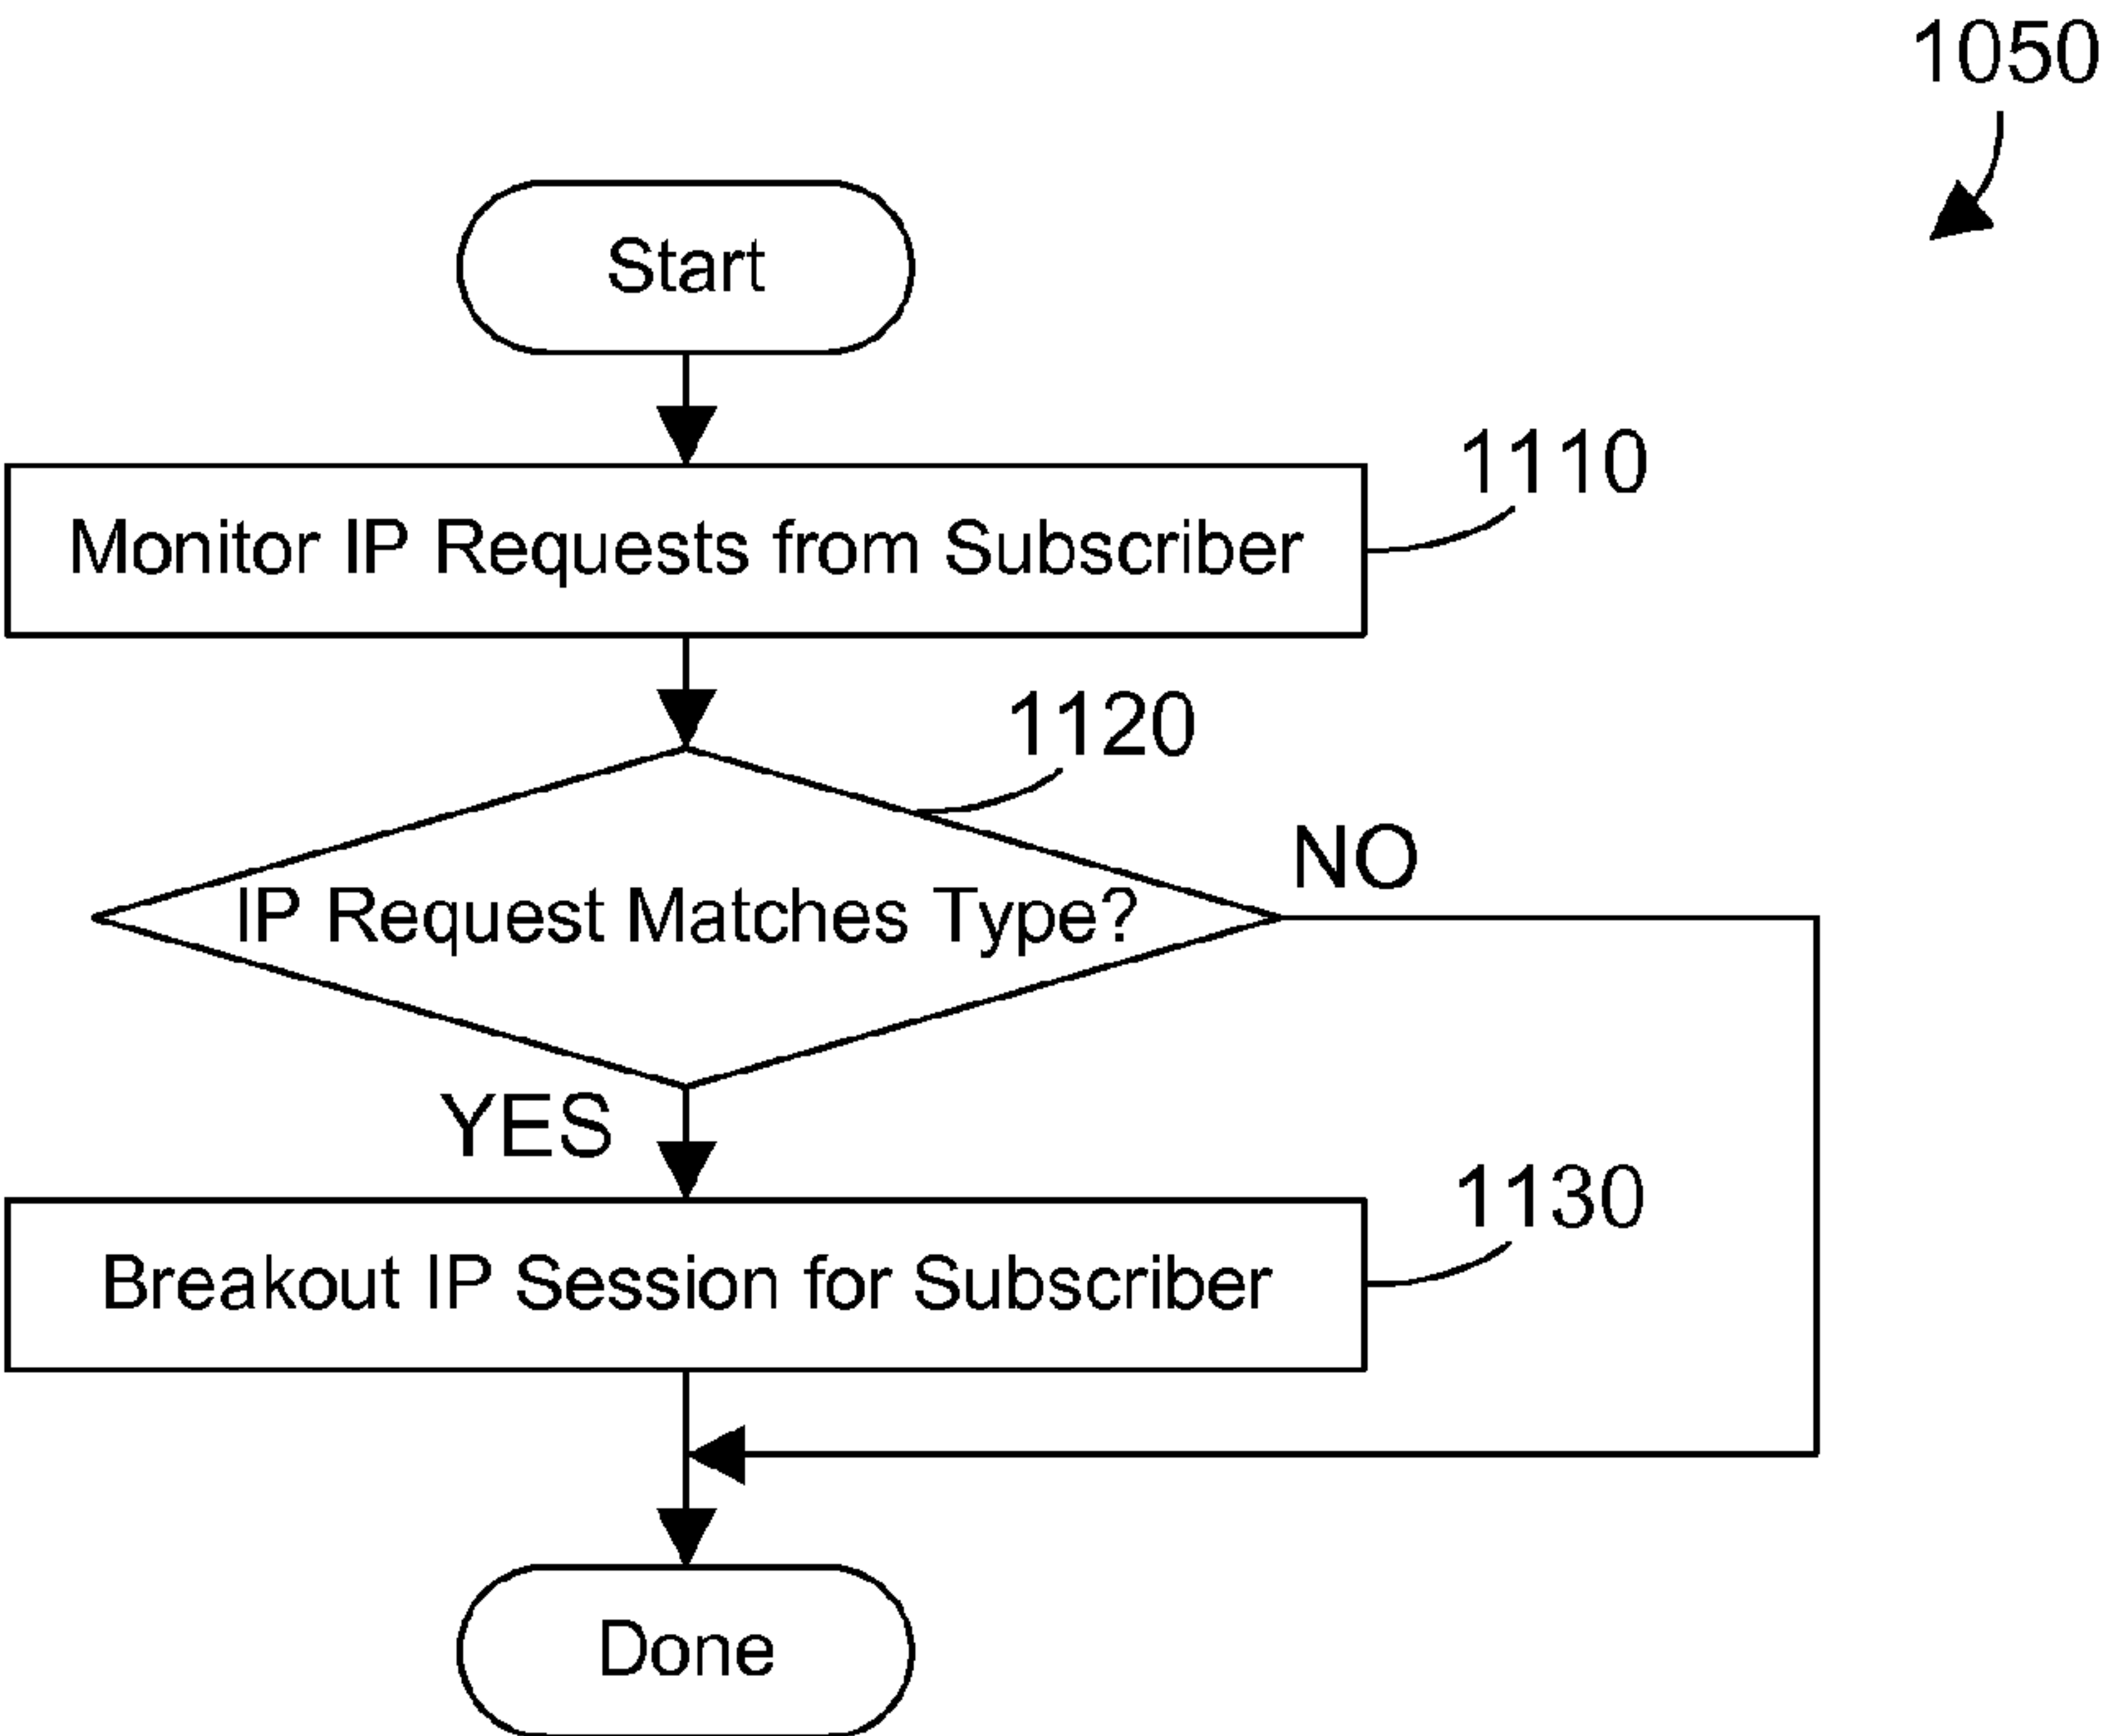 1050
Start
Monitor IP Requests from Subscriber
1110
1120
IP Request Matches Type?
NO
YES
Breakout IP Session for Subscriber
1130
Done